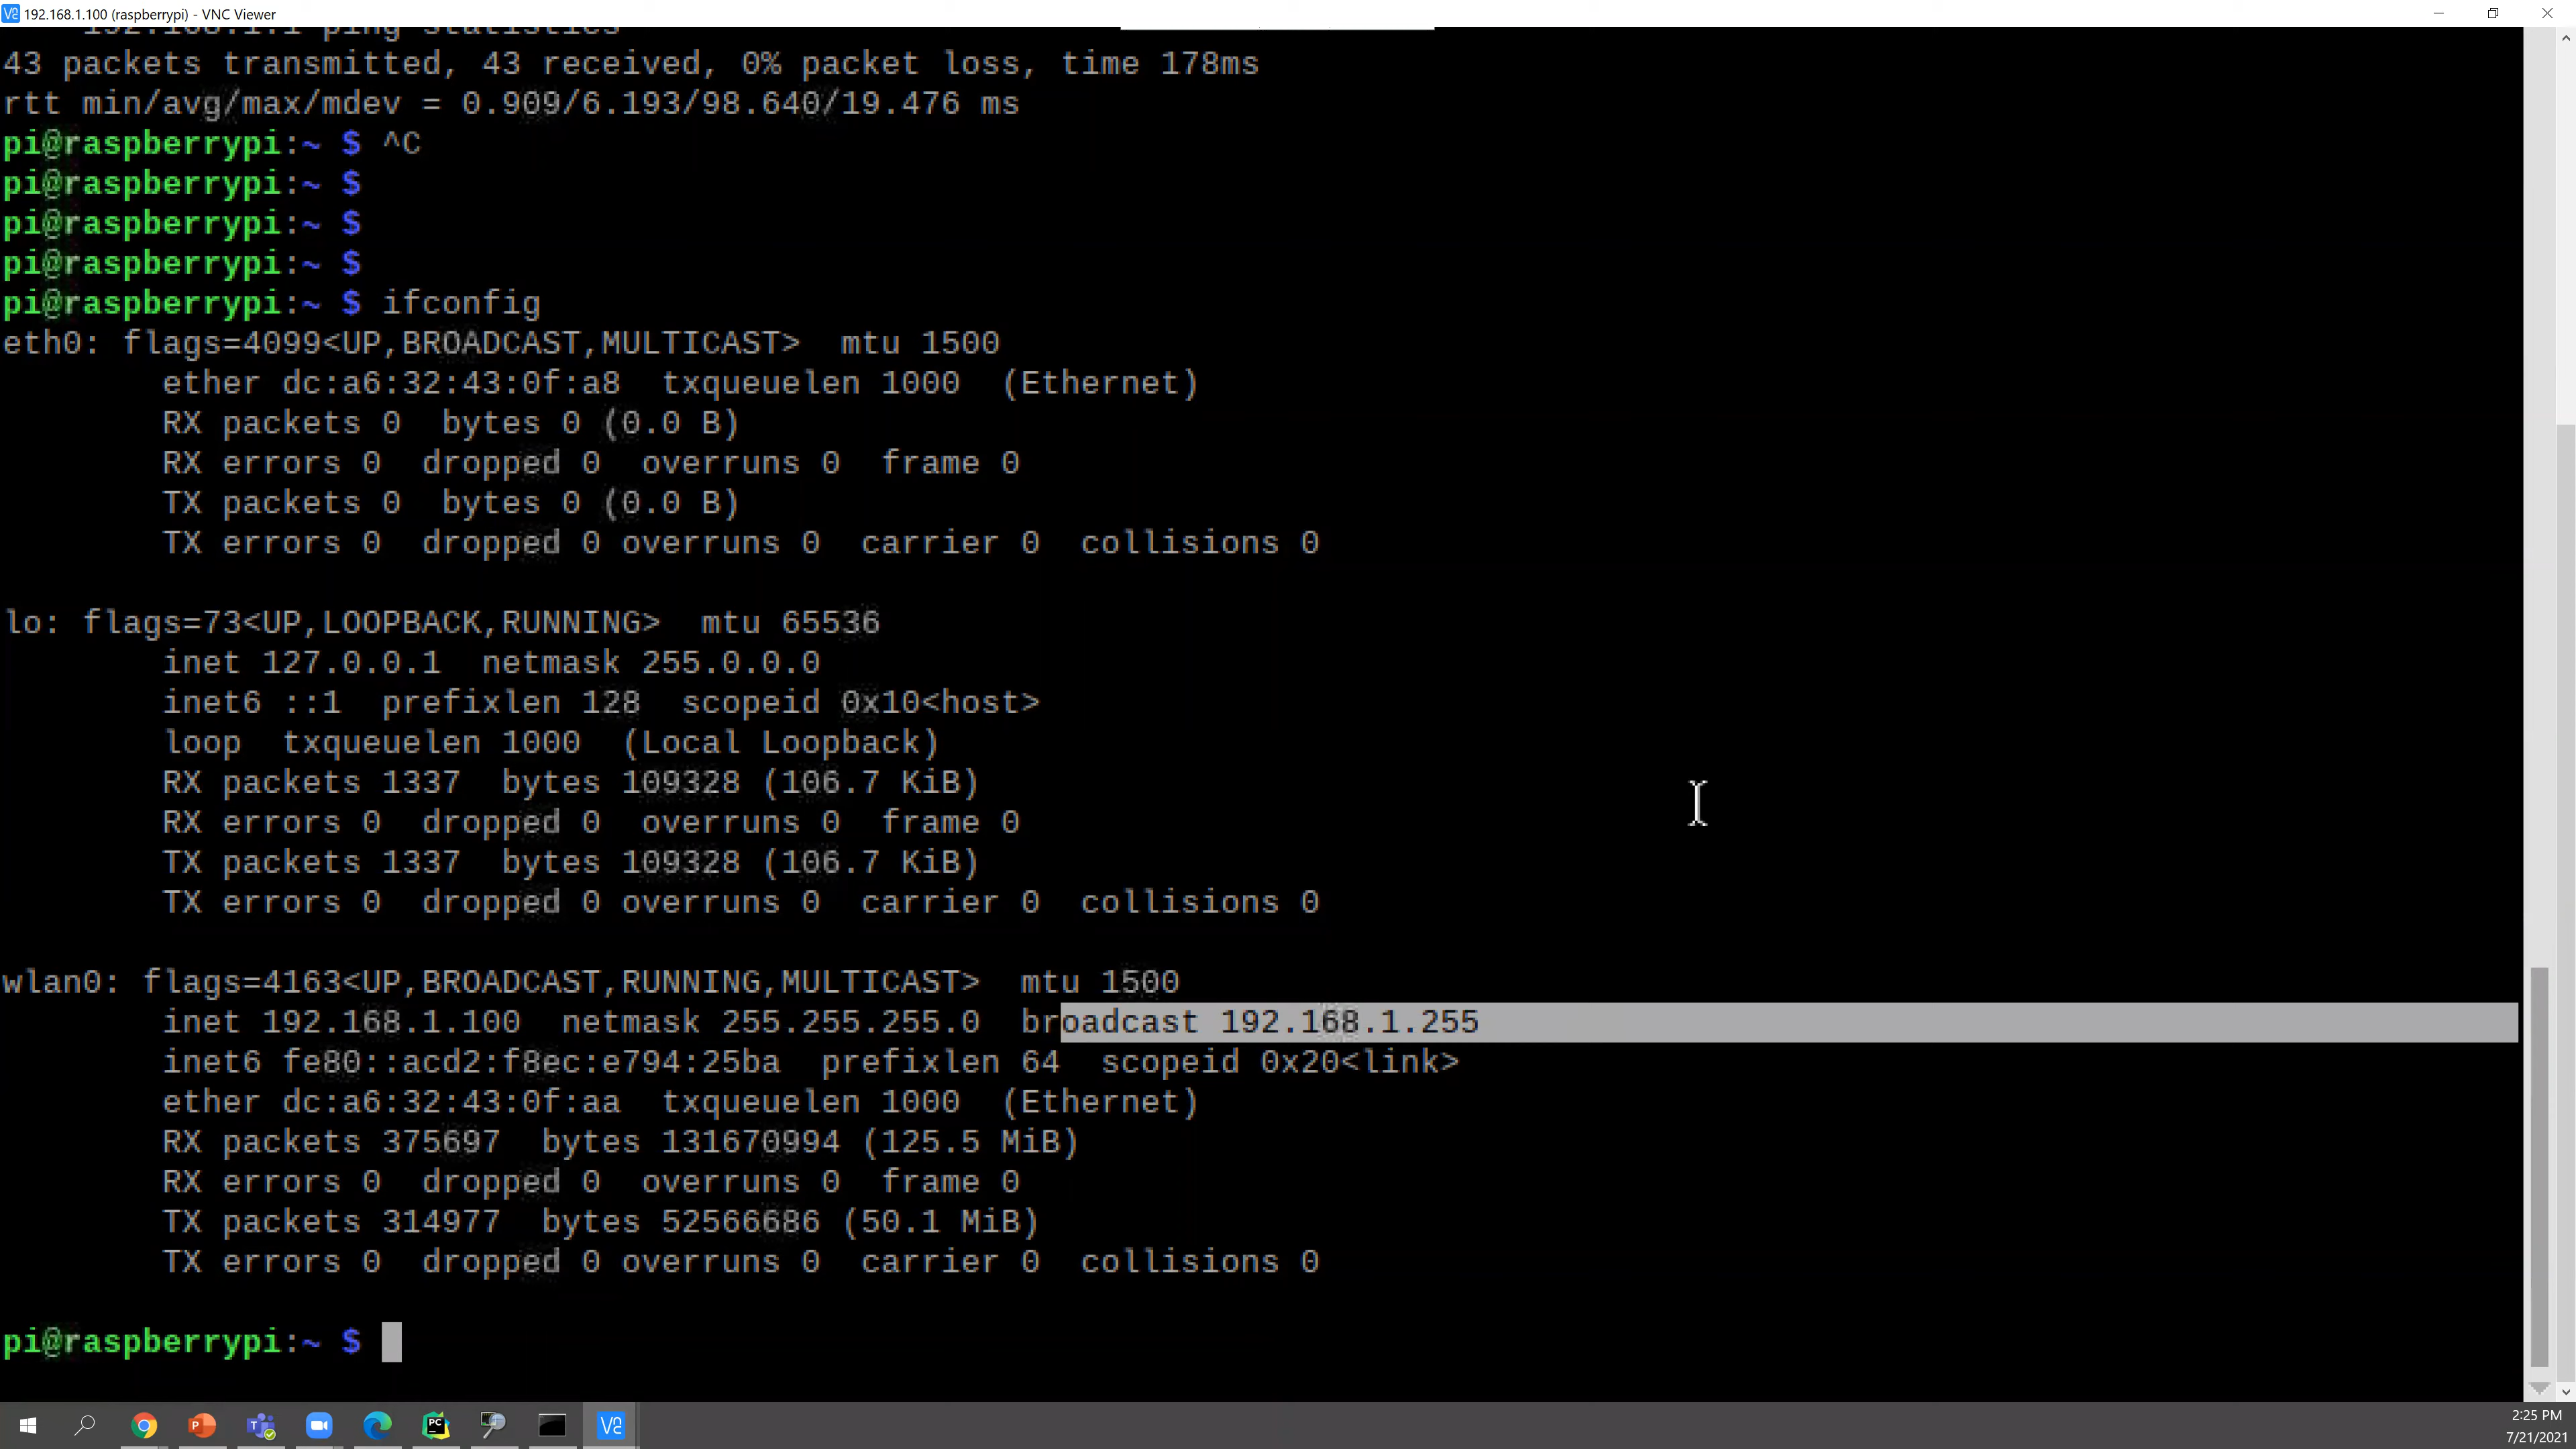 192.168.1.100 (raspberrypi) - VNC Viewer
192.168.1.1 ping statistics
43 packets transmitted, 43 received, 0% packet loss, time 178ms
rtt min/avg/max/mdev = 0.909/6.193/98.640/19.476 ms
pi@raspberrypi:~ $ ^C
pi@raspberrypi:~ $
pi@raspberrypi:~ $
pi@raspberrypi:~ $
pi@raspberrypi:~ $ ifconfig
eth0: flags=4099<UP,BROADCAST,MULTICAST>  mtu 1500
        ether dc:a6:32:43:0f:a8  txqueuelen 1000  (Ethernet)
        RX packets 0  bytes 0 (0.0 B)
        RX errors 0  dropped 0  overruns 0  frame 0
        TX packets 0  bytes 0 (0.0 B)
        TX errors 0  dropped 0 overruns 0  carrier 0  collisions 0
lo: flags=73<UP,LOOPBACK,RUNNING>  mtu 65536
        inet 127.0.0.1  netmask 255.0.0.0
        inet6 ::1  prefixlen 128  scopeid 0x10<host>
        loop  txqueuelen 1000  (Local Loopback)
        RX packets 1337  bytes 109328 (106.7 KiB)
        RX errors 0  dropped 0  overruns 0  frame 0
        TX packets 1337  bytes 109328 (106.7 KiB)
        TX errors 0  dropped 0 overruns 0  carrier 0  collisions 0
wlan0: flags=4163<UP,BROADCAST,RUNNING,MULTICAST>  mtu 1500
        inet 192.168.1.100  netmask 255.255.255.0  broadcast 192.168.1.255
        inet6 fe80::acd2:f8ec:e794:25ba  prefixlen 64  scopeid 0x20<link>
        ether dc:a6:32:43:0f:aa  txqueuelen 1000  (Ethernet)
        RX packets 375697  bytes 131670994 (125.5 MiB)
        RX errors 0  dropped 0  overruns 0  frame 0
        TX packets 314977  bytes 52566686 (50.1 MiB)
        TX errors 0  dropped 0 overruns 0  carrier 0  collisions 0
pi@raspberrypi:~ $
2:25 PM
7/21/2021